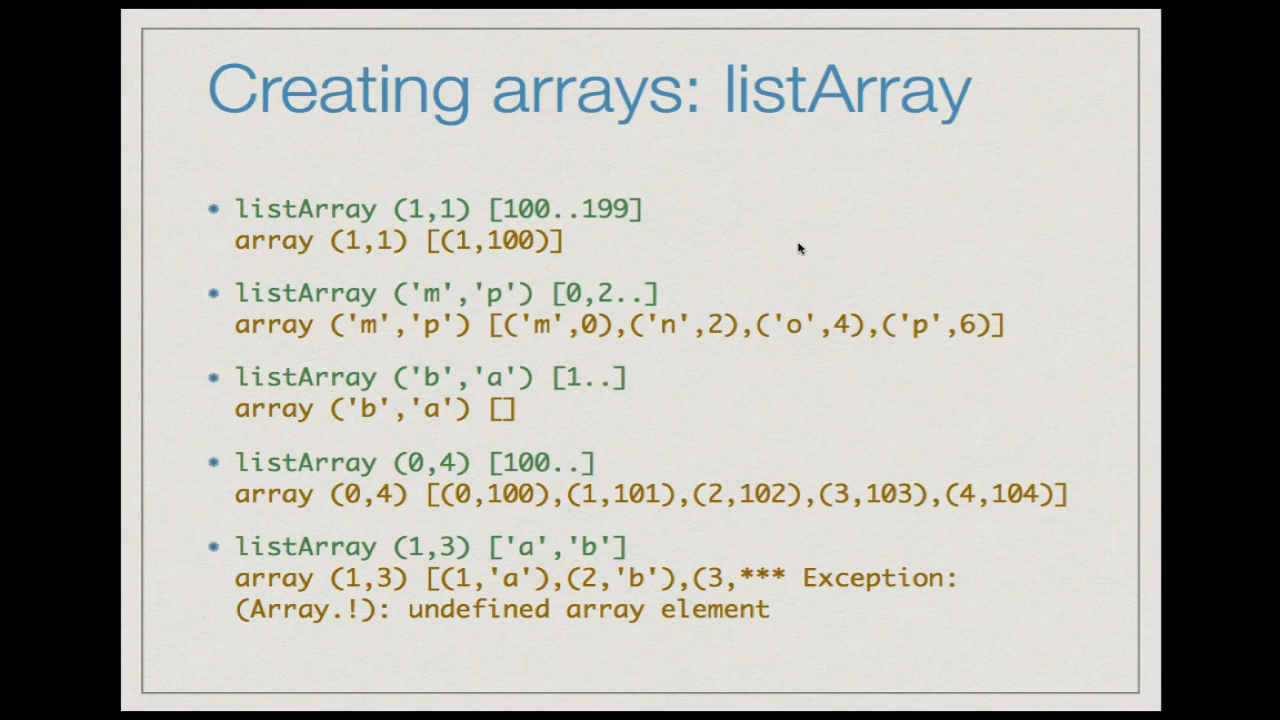 Creating arrays: listArray
listArray (1,1) [100..199]
array (1,1) [(1,100)]
listArray ('m','p') [0,2..]
array ('m','p') [('m',0),('n',2),('o',4),('p',6)]
listArray ('b','a') [1..]
array ('b','a') []
listArray (0,4) [100..]
array (0,4) [(0,100),(1,101),(2,102),(3,103),(4,104)]
listArray (1,3) ['a','b']
array (1,3) [(1,'a'),(2,'b'),(3,*** Exception:
(Array.!): undefined array element